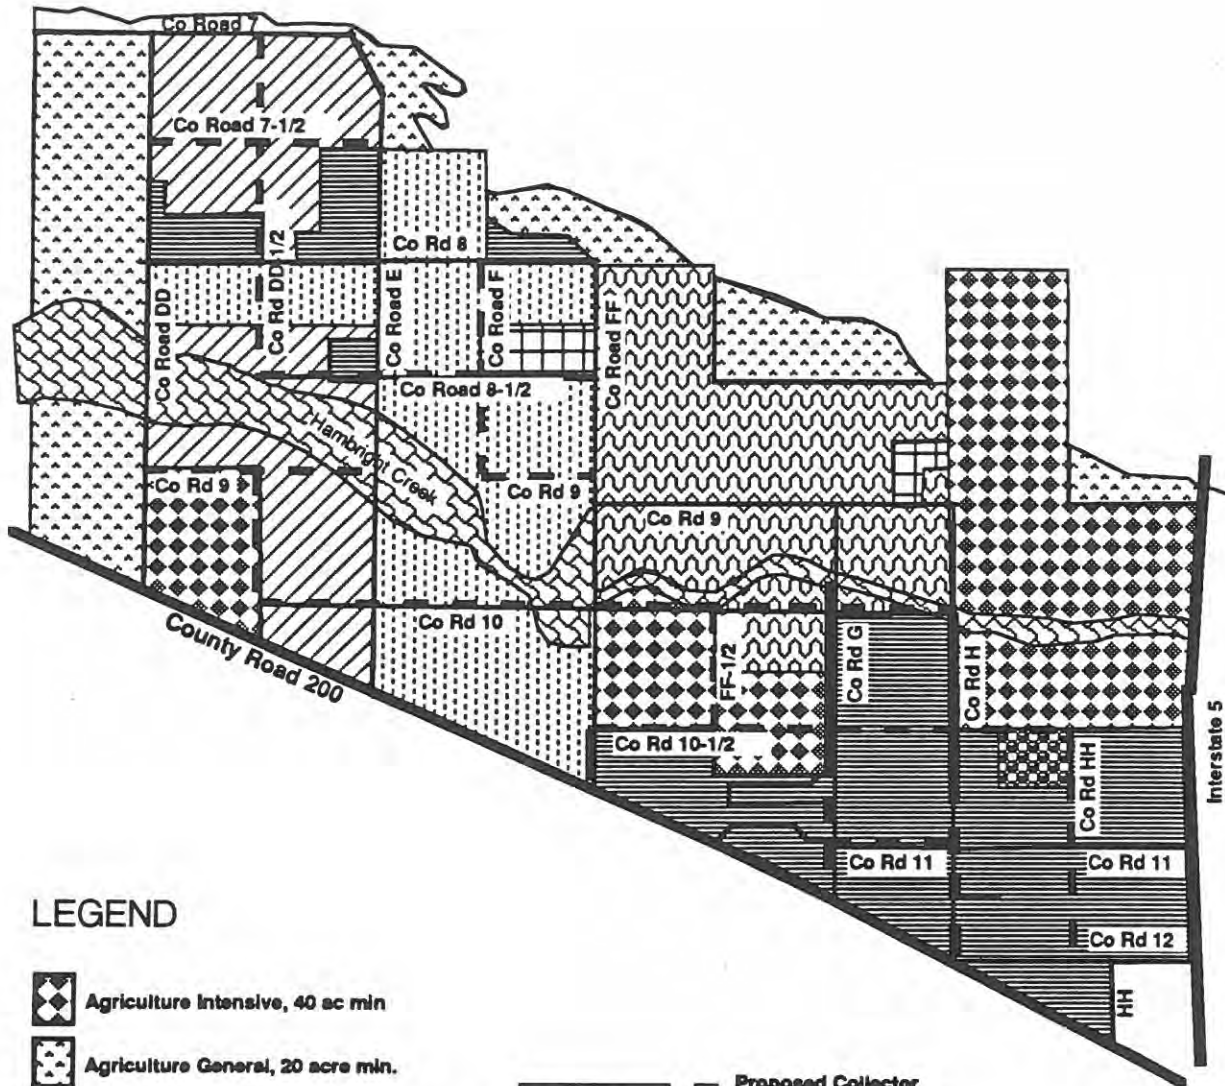 Co Road 7
Co Road 7-1/2
Co Rd 8
Co Road DD
Co Rd DD 1/2
Co Road E
Co Road F
Co Road FF
Co Road 8-1/2
Hambright Creek
Co Rd 9
Co Rd 9
Co Rd 9
Co Rd 10
County Road 200
FF-1/2
Co Rd G
Co Rd H
Co Rd 10-1/2
Co Rd HH
Interstate 5
Co Rd 11
Co Rd 11
Co Rd 12
HH
LEGEND
Agriculture Intensive, 40 ac min
Agriculture General, 20 acre min.
Proposed Collector